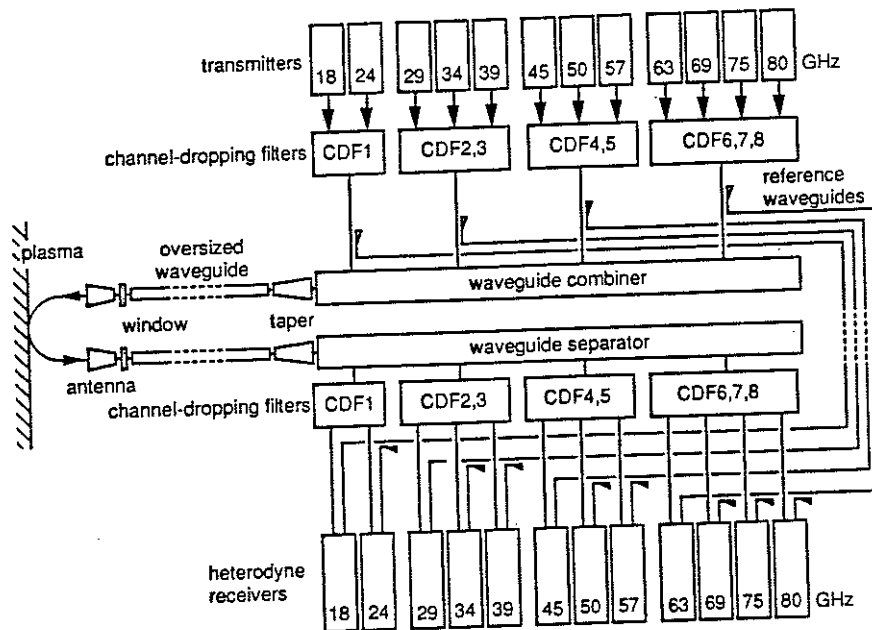 transmitters 18 24 29 34 39 45 50 57 63 69 75 80 GHz
channel-dropping filters CDF1 CDF2,3 CDF4,5 CDF6,7,8
reference
waveguides
plasma
oversized
waveguide
waveguide combiner
window
taper
waveguide separator
antenna
channel-dropping filters CDF1 CDF2,3 CDF4,5 CDF6,7,8
heterodyne
receivers
18 24 29 34 39 45 50 57 63 69 75 80 GHz